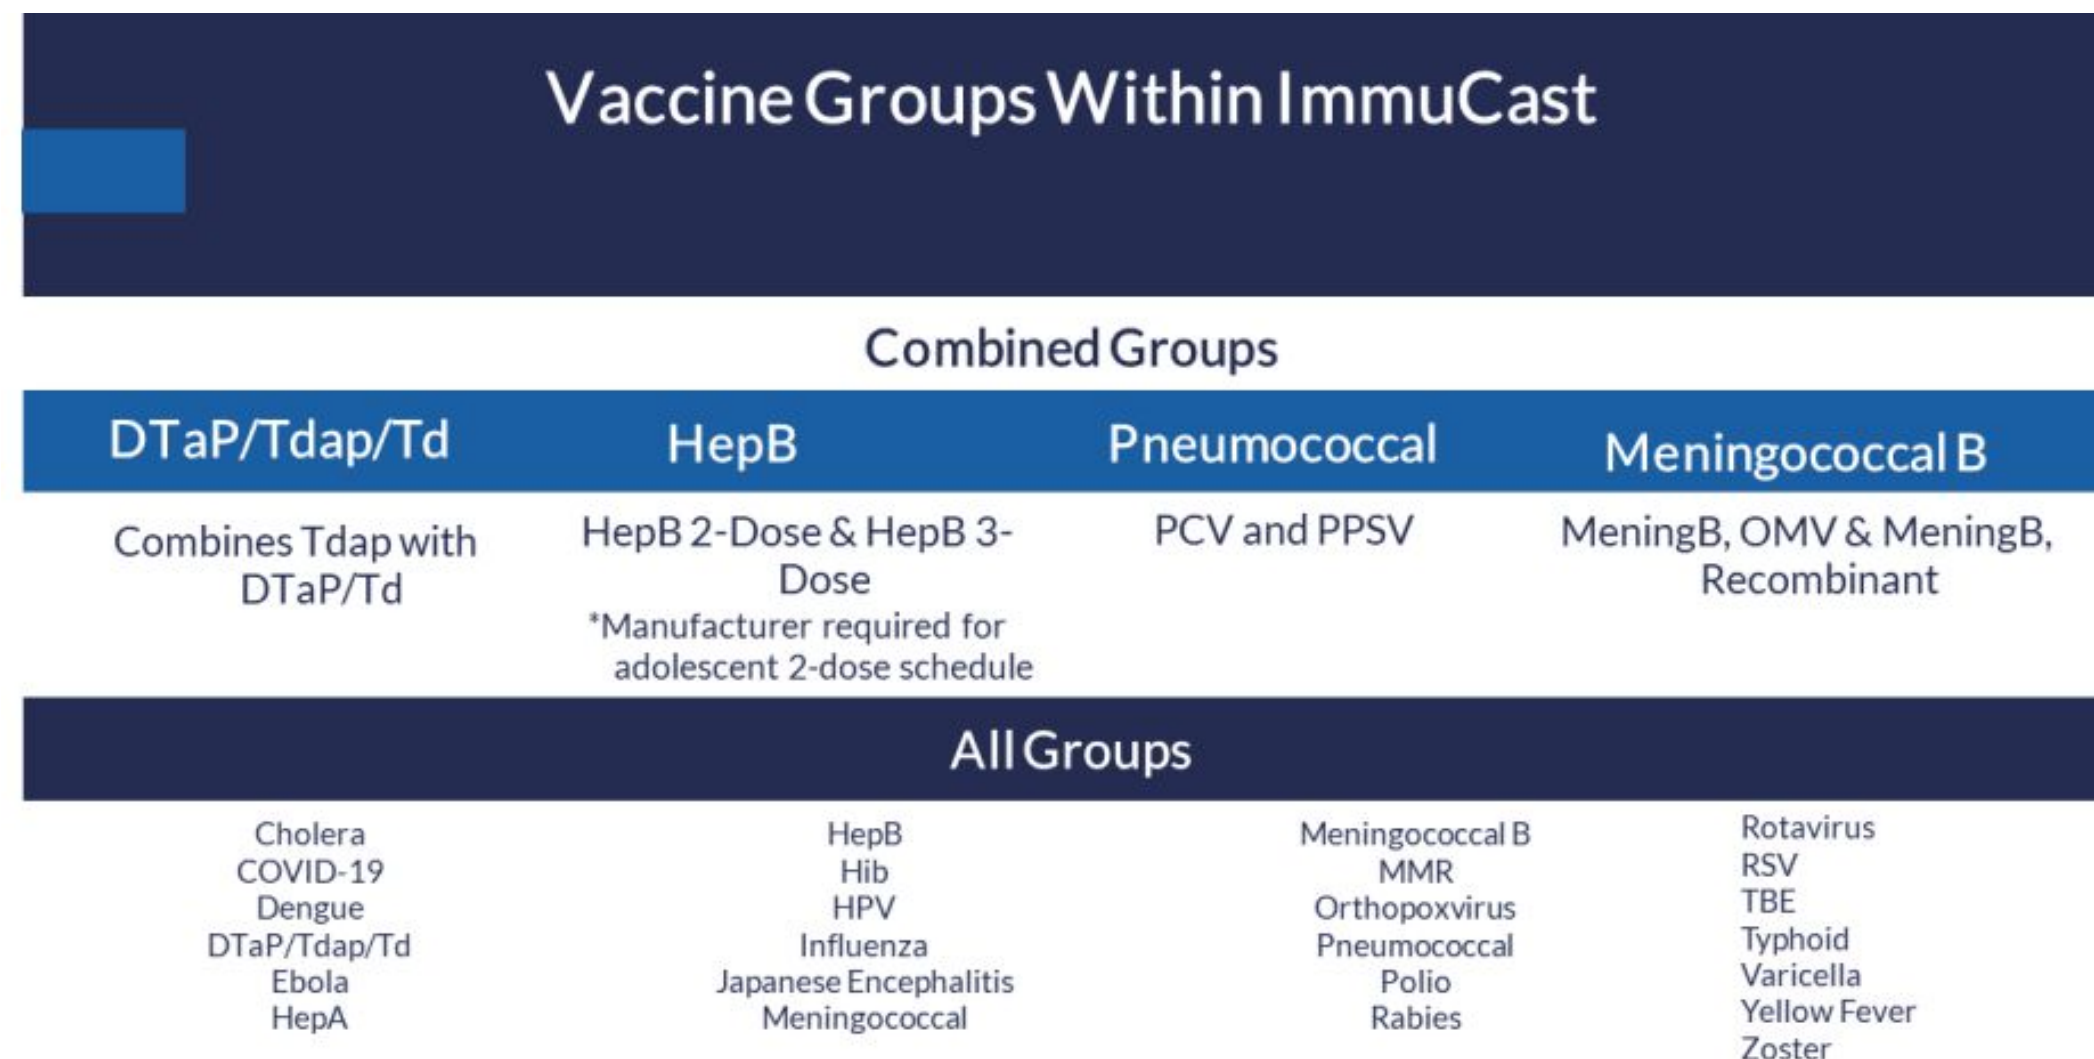 Vaccine Groups Within ImmuCast
Combined Groups
DTaP/Tdap/Td
HepB
Pneumococcal
Meningococcal B
Combines Tdap with
DTaP/Td
HepB 2-Dose & HepB 3-
Dose
*Manufacturer required for
adolescent 2-dose schedule
PCV and PPSV
MeningB, OMV & MeningB,
Recombinant
All Groups
Cholera
COVID-19
Dengue
DTaP/Tdap/Td
Ebola
HepA
HepB
Hib
HPV
Influenza
Japanese Encephalitis
Meningococcal
Meningococcal B
MMR
Orthopoxvirus
Pneumococcal
Polio
Rabies
Rotavirus
RSV
TBE
Typhoid
Varicella
Yellow Fever
Zoster